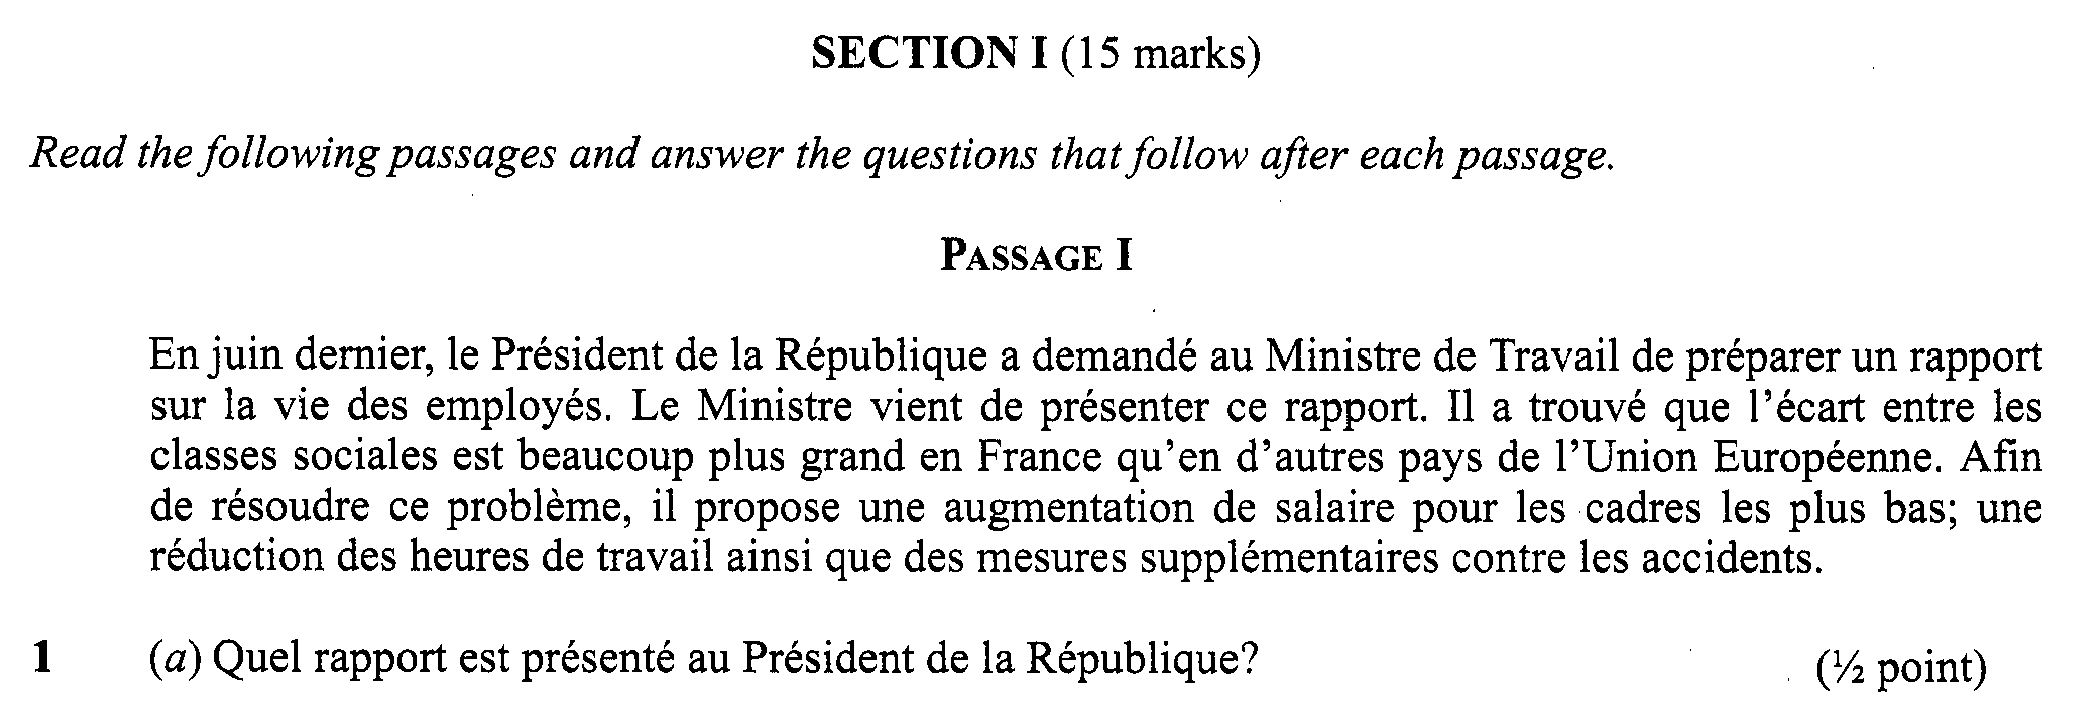 SECTION I (15 marks)
Read the following passages and answer the questions that follow after each passage.
PASSAGE I
En juin dernier, le Président de la République a demandé au Ministre de Travail de préparer un rapport
sur la vie des employés. Le Ministre vient de présenter ce rapport. Il a trouvé que l'écart entre les
classes sociales est beaucoup plus grand en France qu'en d'autres pays de l'Union Européenne. Afin
de résoudre ce problème, il propose une augmentation de salaire pour les cadres les plus bas; une
réduction des heures de travail ainsi que des mesures supplémentaires contre les accidents.
1 (a) Quel rapport est présenté au Président de la République? (½ point)